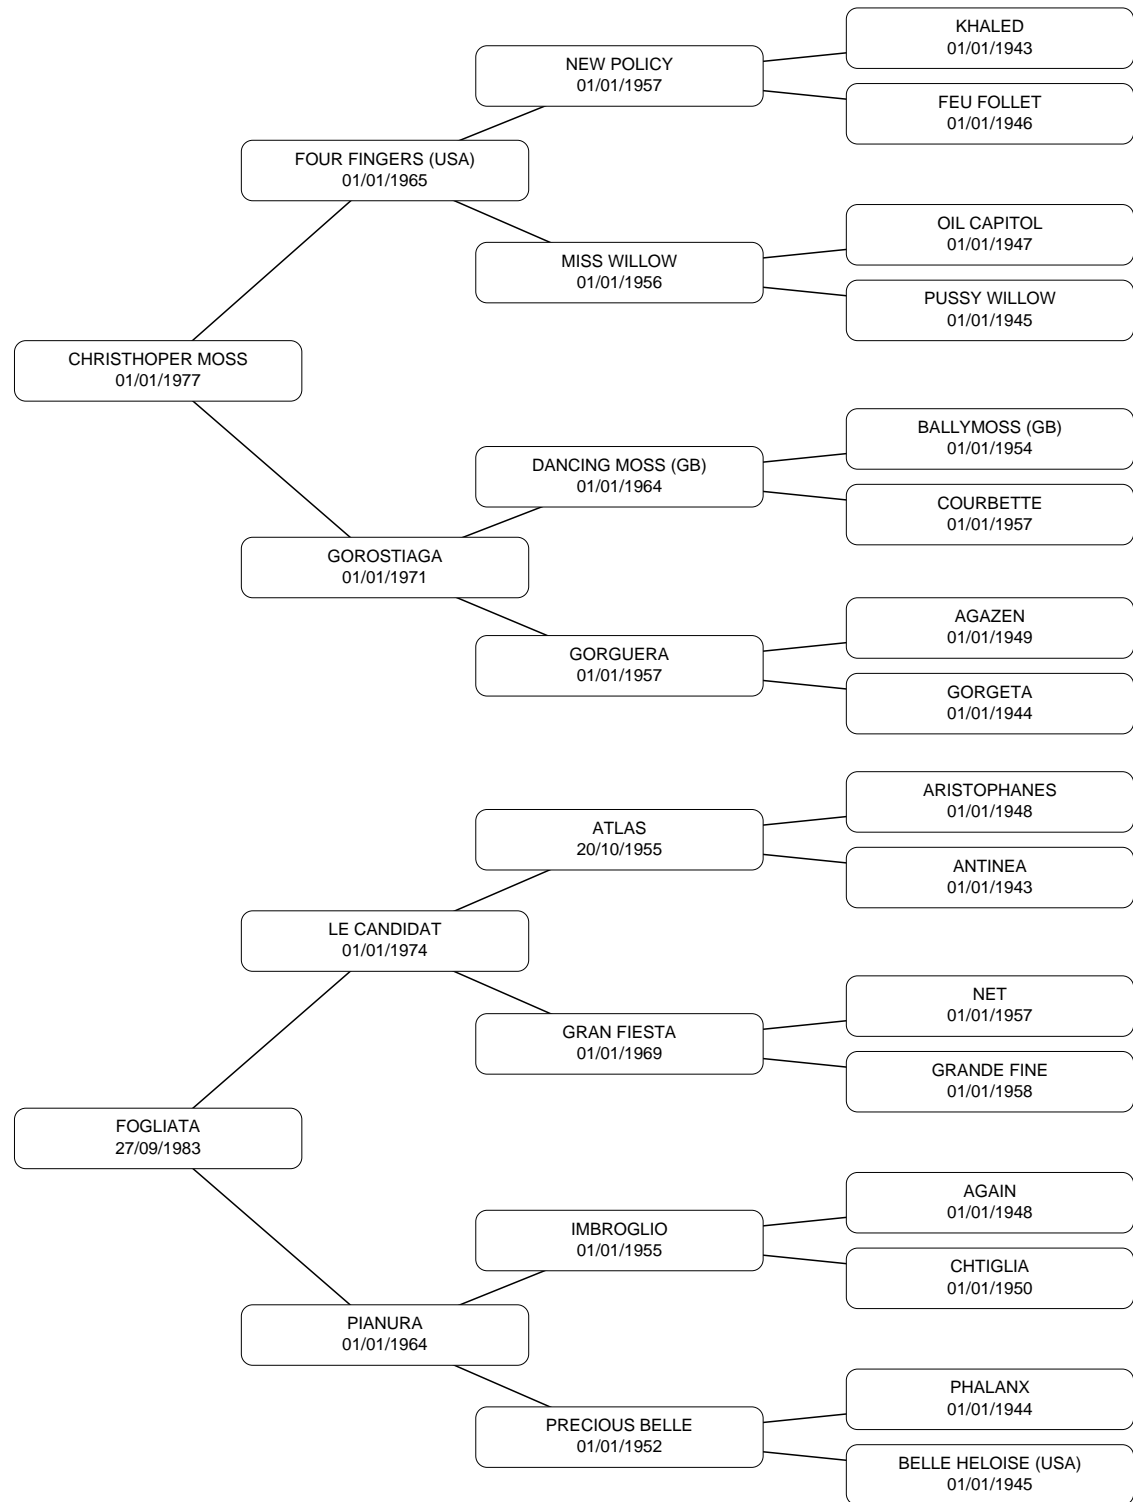 KHALED
01/01/1943
NEW POLICY
01/01/1957
FEU FOLLET
01/01/1946
FOUR FINGERS (USA)
01/01/1965
OIL CAPITOL
01/01/1947
MISS WILLOW
01/01/1956
PUSSY WILLOW
01/01/1945
CHRISTHOPER MOSS
01/01/1977
BALLYMOSS (GB)
01/01/1954
DANCING MOSS (GB)
01/01/1964
COURBETTE
01/01/1957
GOROSTIAGA
01/01/1971
AGAZEN
01/01/1949
GORGUERA
01/01/1957
GORGETA
01/01/1944
ARISTOPHANES
01/01/1948
ATLAS
20/10/1955
ANTINEA
01/01/1943
LE CANDIDAT
01/01/1974
NET
01/01/1957
GRAN FIESTA
01/01/1969
GRANDE FINE
01/01/1958
FOGLIATA
27/09/1983
AGAIN
01/01/1948
IMBROGLIO
01/01/1955
CHTIGLIA
01/01/1950
PIANURA
01/01/1964
PHALANX
01/01/1944
PRECIOUS BELLE
01/01/1952
BELLE HELOISE (USA)
01/01/1945